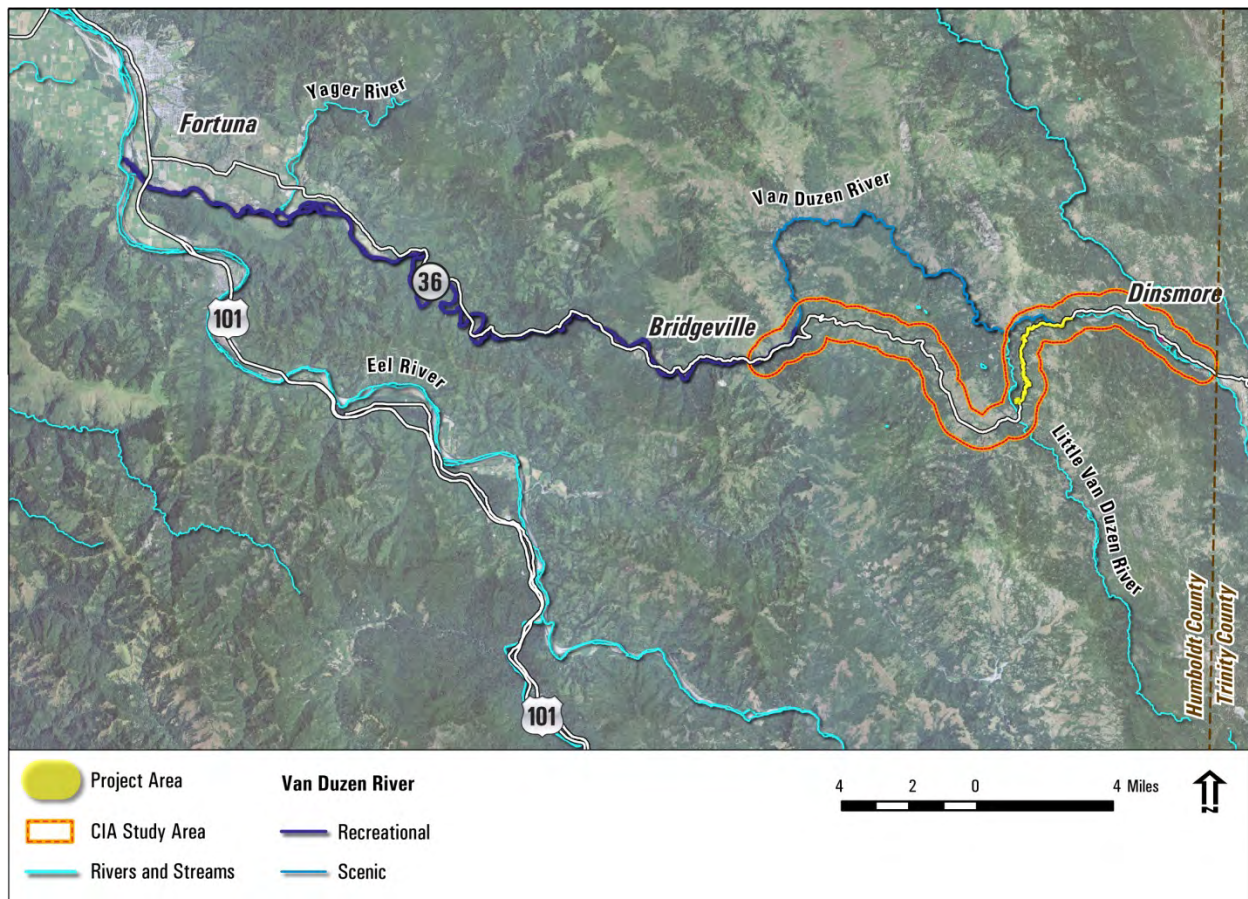 Yager River
Fortuna
Van Duzen River
Dinsmore
36
101
Bridgeville
Eel River
Little Van Duzen River
Humboldt County
Trinity County
101
Project Area
Van Duzen River
4 2 0 4 Miles
N
CIA Study Area
Recreational
Rivers and Streams
Scenic